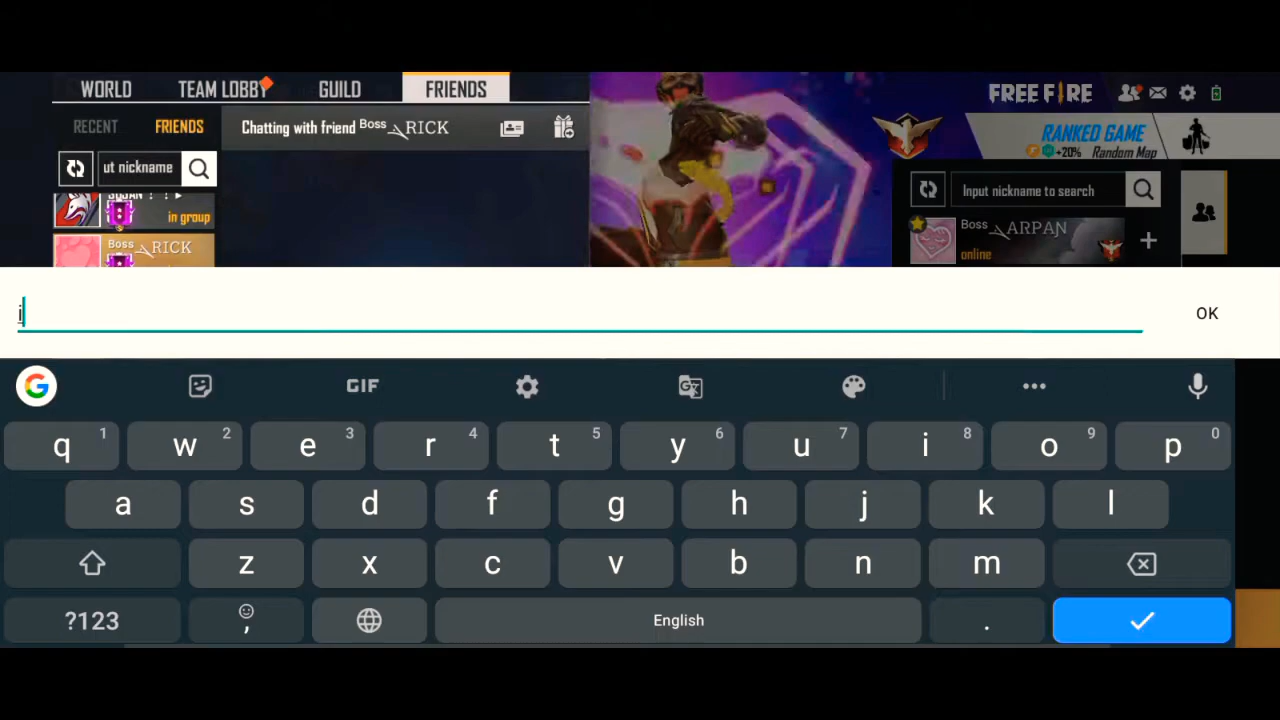 WORLD TEAM LOBBY GUILD FRIENDS
FREE FIRE
RECENT FRIENDS
Chatting with friend Boss RICK
RANKED GAME
+20% Random Map
ut nickname
Input nickname to search
in group
Boss RICK
Boss ARPAN
online
i
OK
G GIF
q 1 w 2 e 3 r 4 t 5 y 6 u 7 i 8 o 9 p 0
a s d f g h j k l
z x c v b n m
?123 , English .